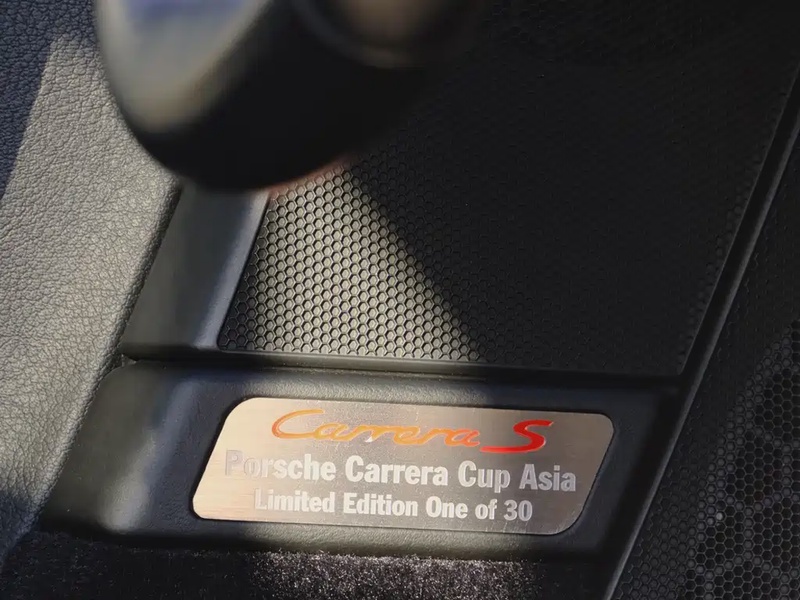 Carrera S
Porsche Carrera Cup Asia
Limited Edition One of 30